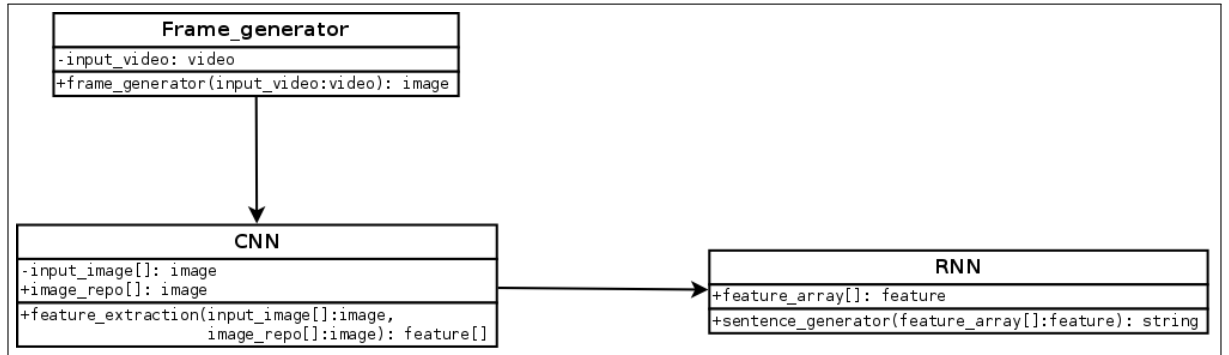 Frame_generator
-input_video: video
+frame_generator(input_video:video): image
CNN
-input_image[]: image
+image_repo[]: image
+feature_extraction(input_image[]:image,
image_repo[]:image): feature[]
RNN
+feature_array[]: feature
+sentence_generator(feature_array[]:feature): string